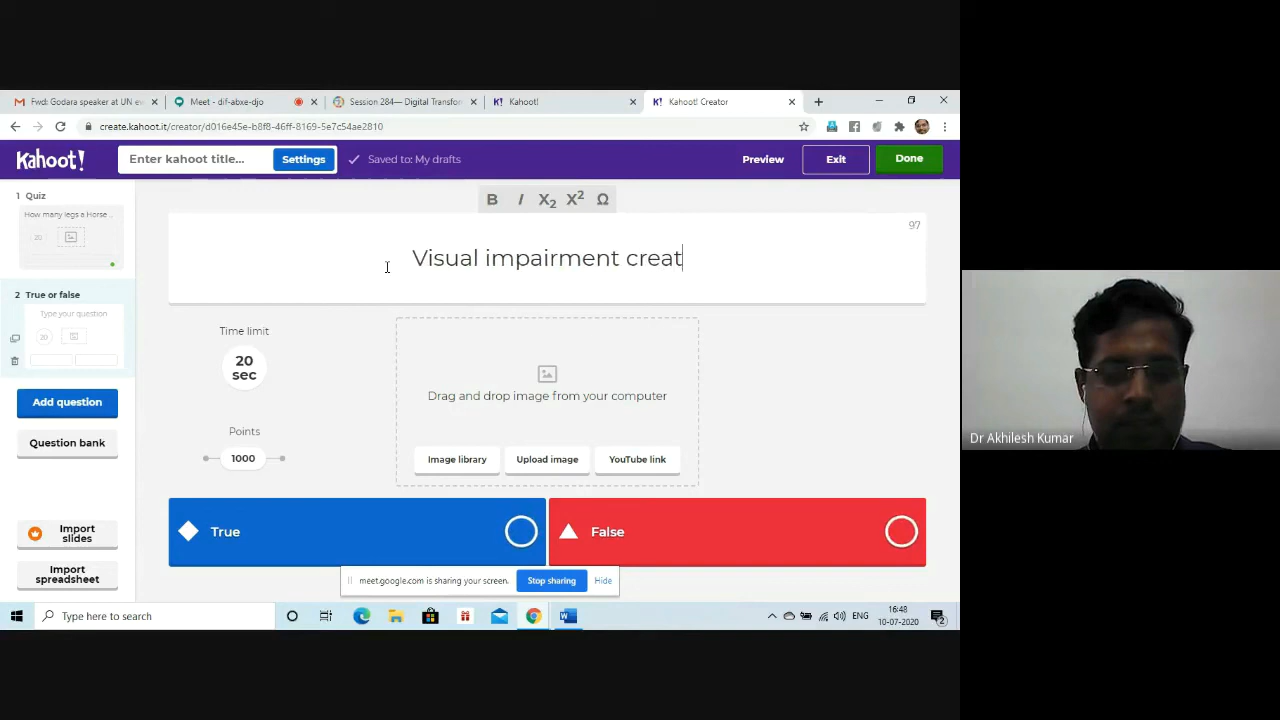 Fwd: Godara speaker at UN ev
Meet - dif-abxe-djo
Session 284— Digital Transfor
Kahoot!
Kahoot! Creator
create.kahoot.it/creator/d016e45e-b8f8-46ff-8169-5e7c54ae2810
Kahoot!
Enter kahoot title...
Settings
Saved to: My drafts
Preview
Exit
Done
1 Quiz
How many legs a Horse ..
20
2 True or false
Type your question
20
Add question
Question bank
Import slides
Import spreadsheet
B I X2 X2 Ω
97
Visual impairment creat
Time limit
20
sec
Points
1000
Drag and drop image from your computer
Image library
Upload image
YouTube link
True
False
meet.google.com is sharing your screen.
Stop sharing
Hide
Dr Akhilesh Kumar
Type here to search
ENG
16:48
10-07-2020
2